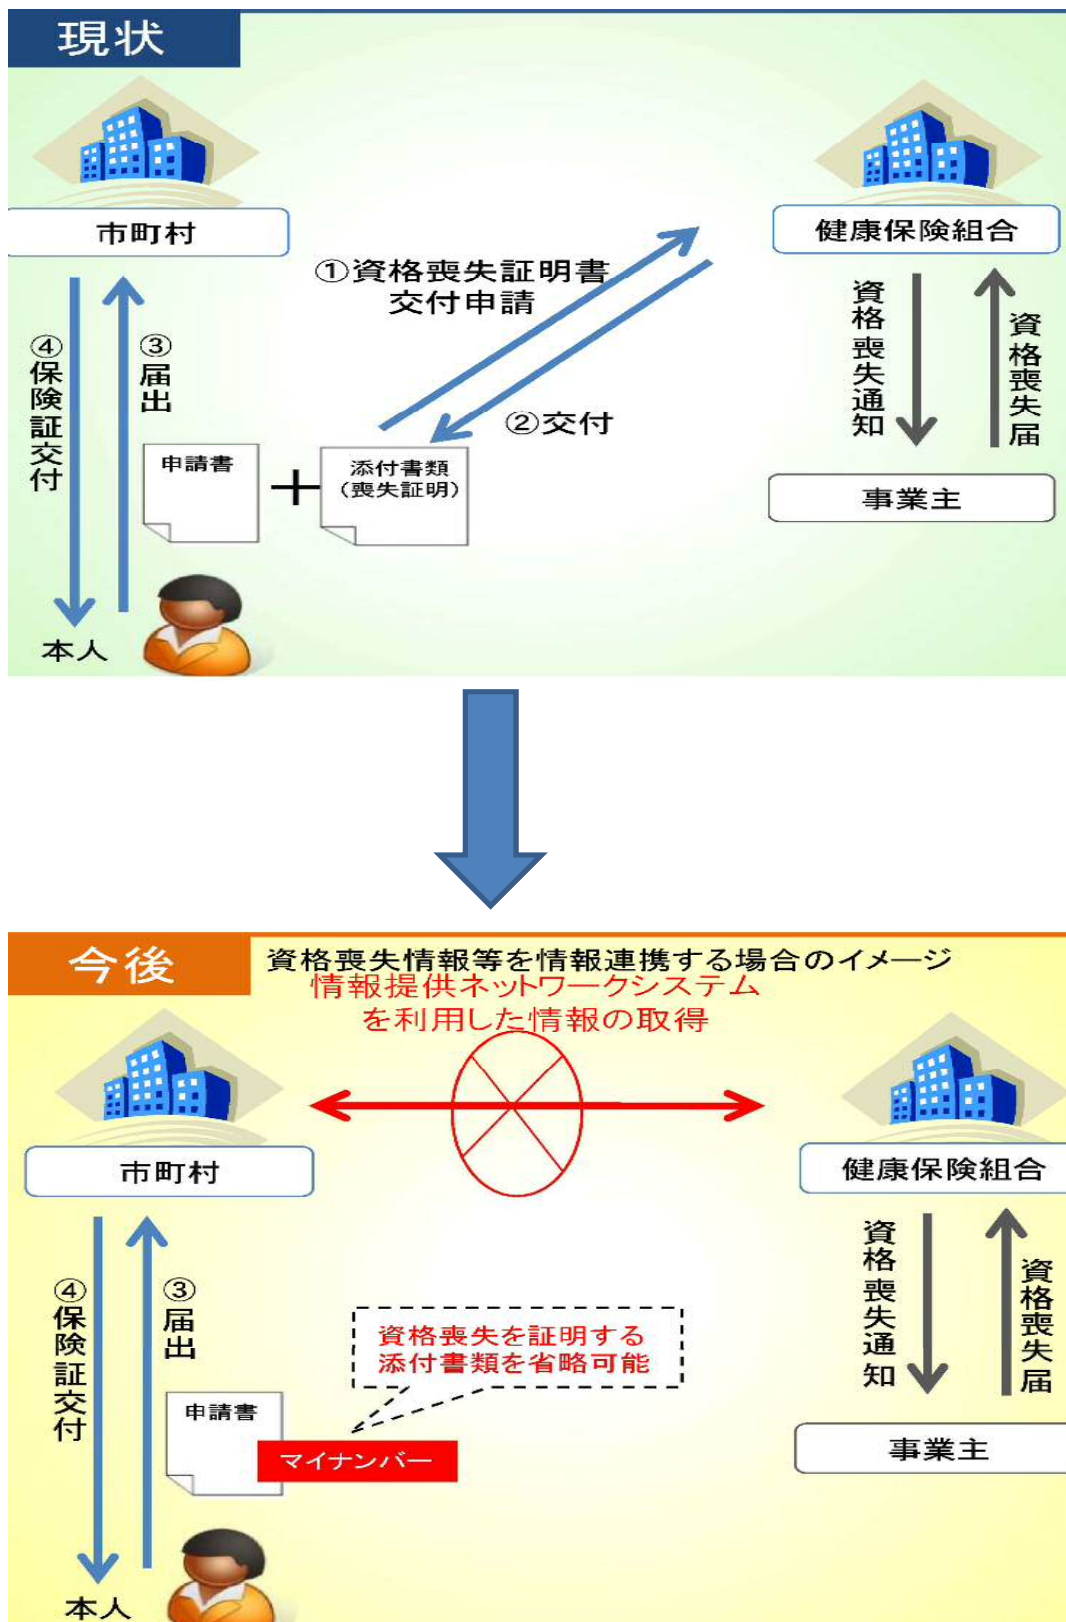 現状
市町村
健康保険組合
①資格喪失証明書
交付申請
②交付
④保険証交付
③届出
資格喪失通知
資格喪失届
申請書
添付書類
（喪失証明）
事業主
本人
今後
資格喪失情報等を情報連携する場合のイメージ
情報提供ネットワークシステム
を利用した情報の取得
市町村
健康保険組合
④保険証交付
③届出
資格喪失通知
資格喪失届
資格喪失を証明する
添付書類を省略可能
申請書
マイナンバー
事業主
本人